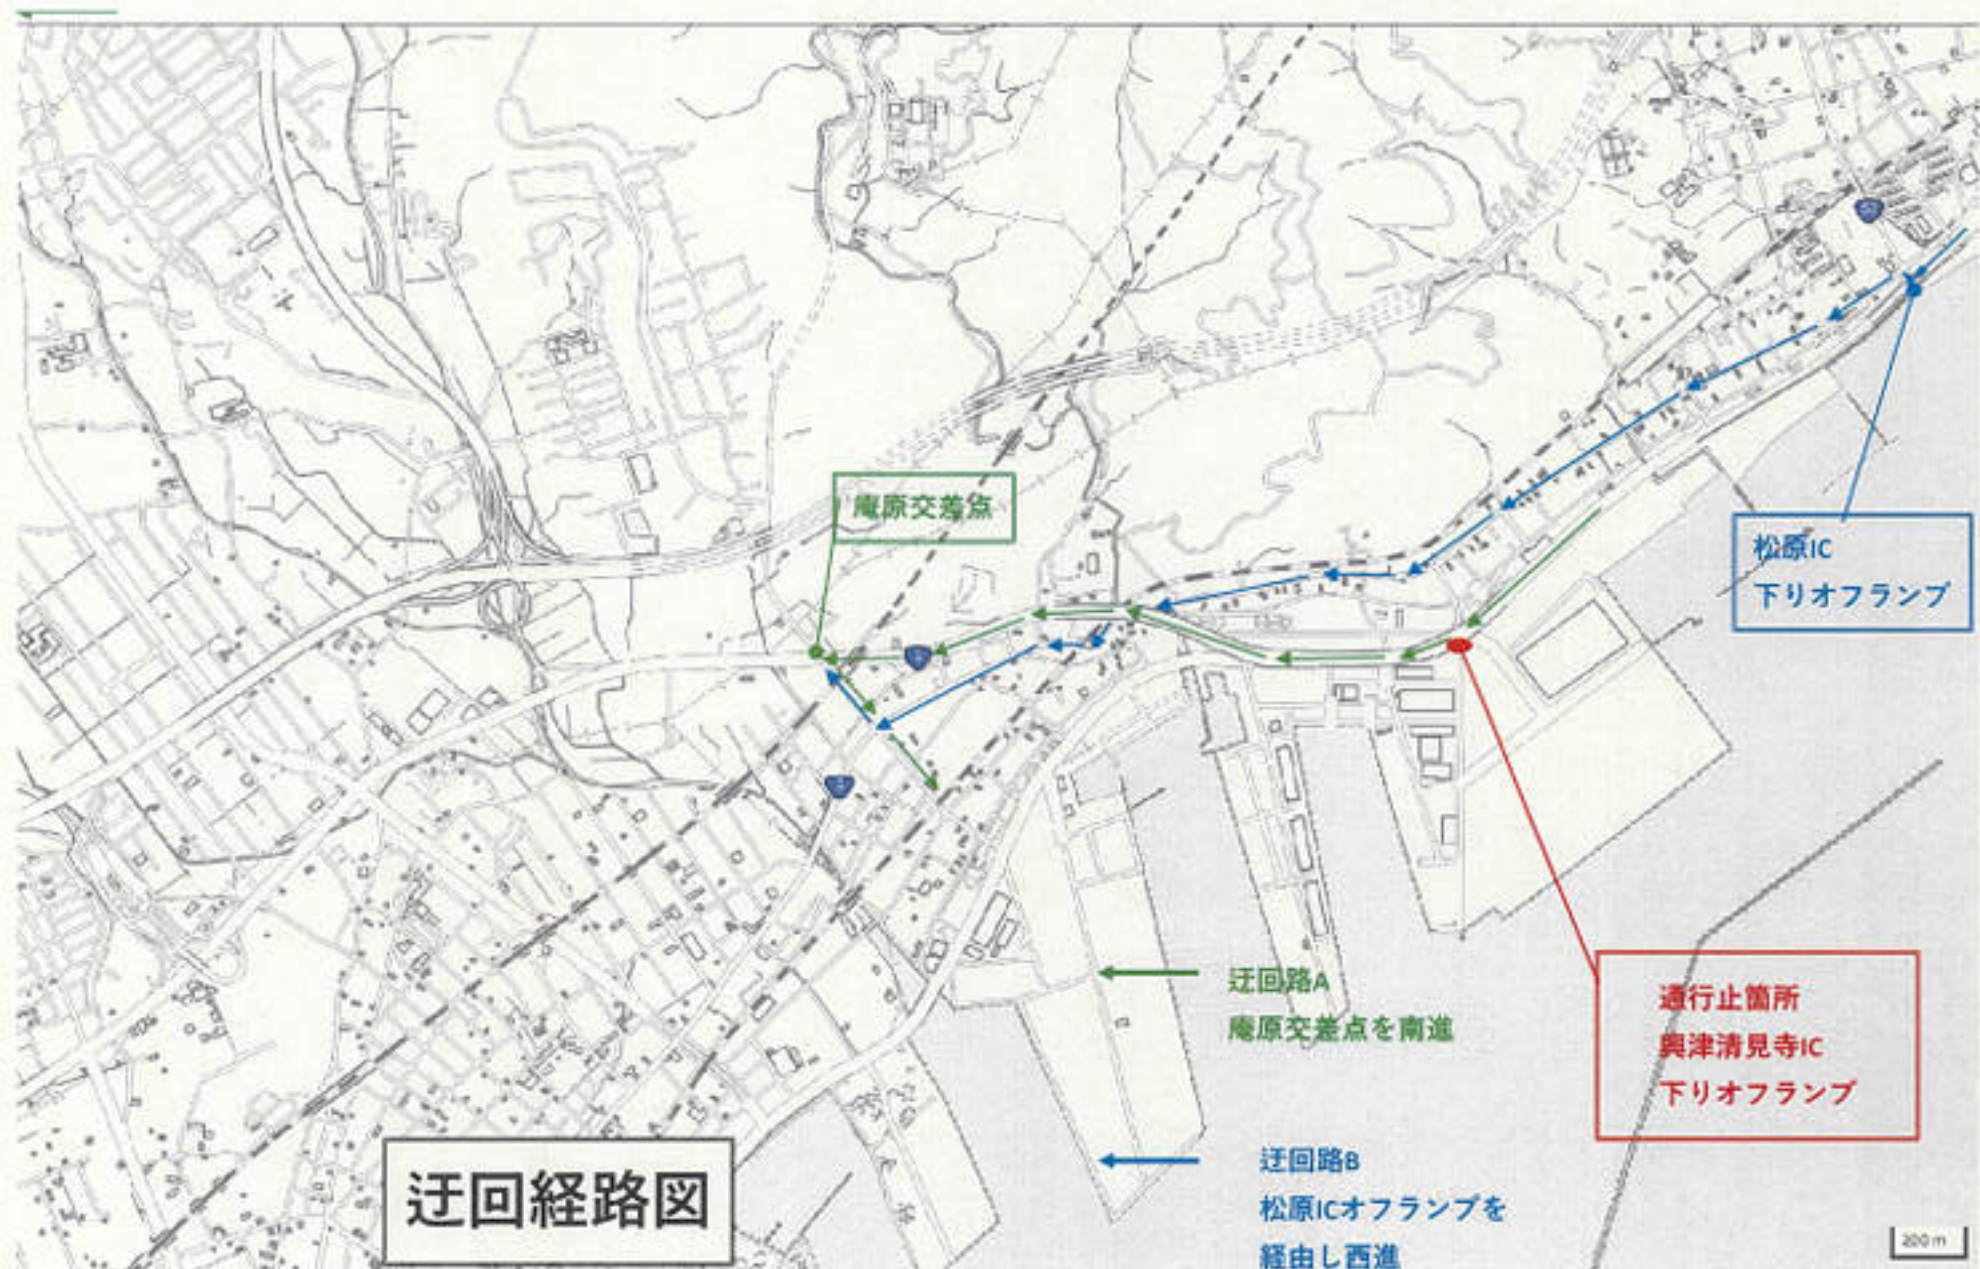 庵原交差点
松原IC
下りオフランプ
迂回路A
庵原交差点を南進
通行止箇所
興津清見寺IC
下りオフランプ
迂回経路図
迂回路B
松原ICオフランプを
経由し西進
200 m